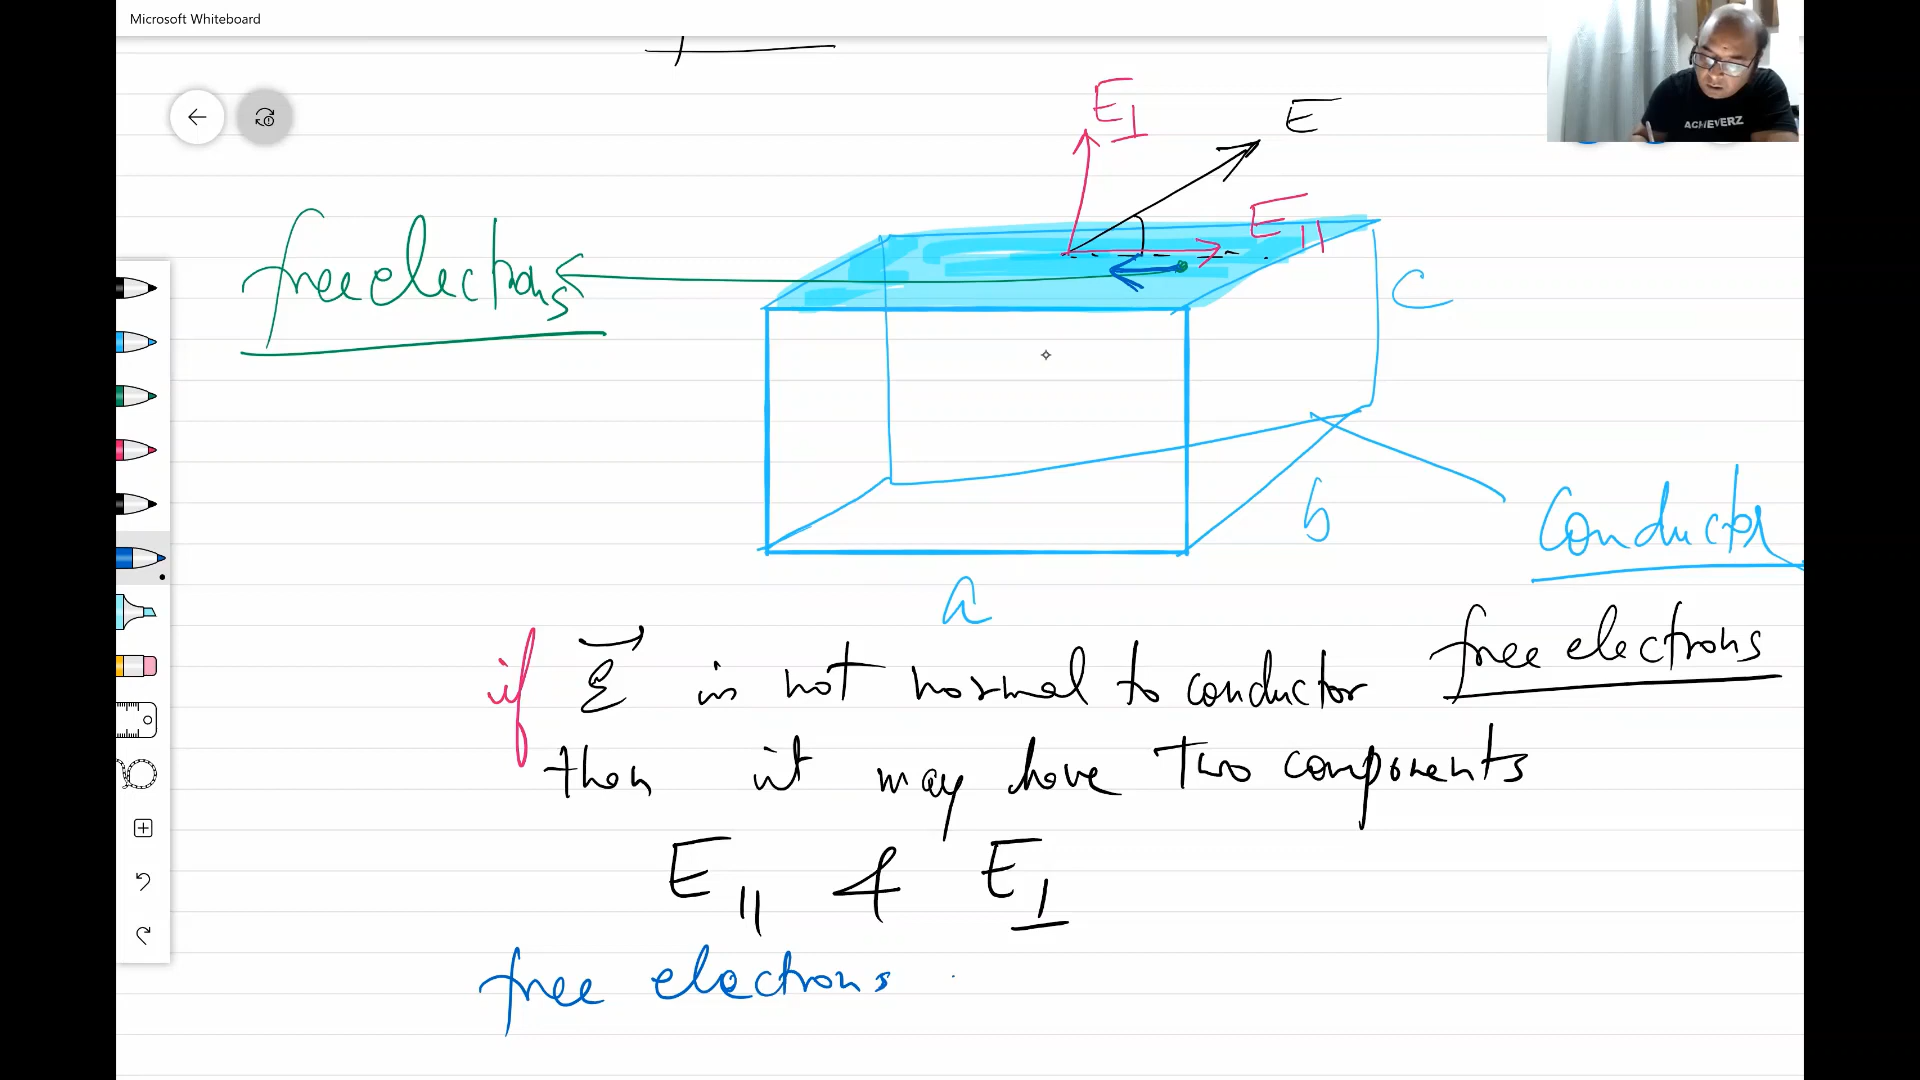 Microsoft Whiteboard
ACHIEVERZ
E⊥
E
E||
free electrons
c
b
Conductor
a
if E⃗ is not normal to conductor free electrons
then it may have two components
E|| & E⊥
free electrons